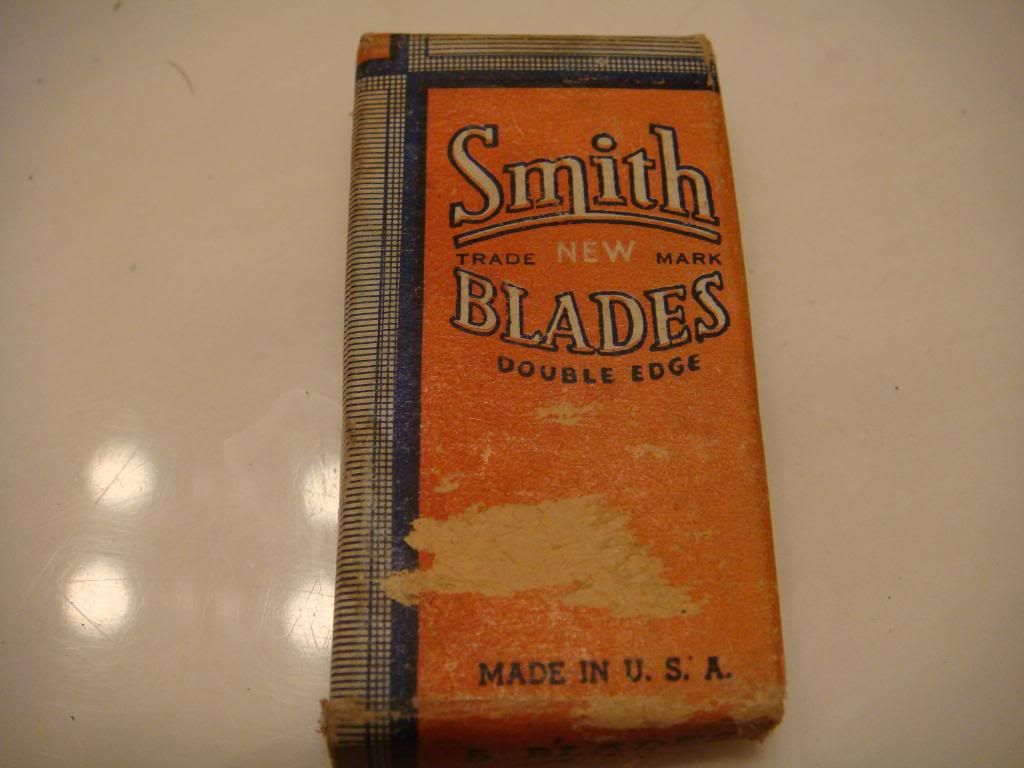 Smith
TRADE NEW MARK
BLADES
DOUBLE EDGE
MADE IN U. S. A.